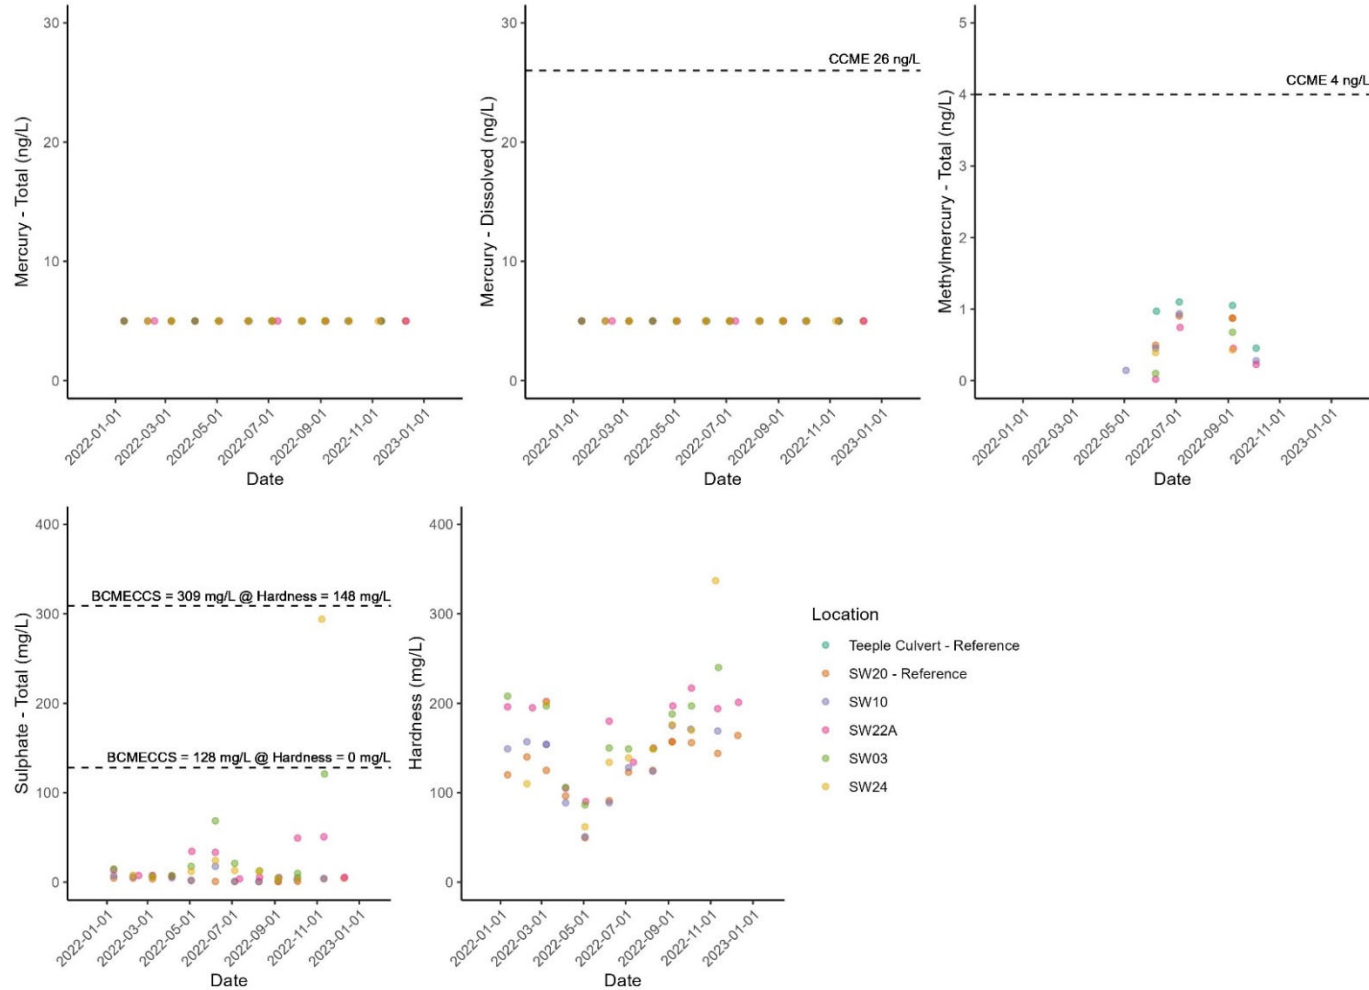 30
20
10
0
Mercury - Total (ng/L)
2022-01-01
2022-03-01
2022-05-01
2022-07-01
2022-09-01
2022-11-01
2023-01-01
Date
30
20
10
0
Mercury - Dissolved (ng/L)
CCME 26 ng/L
2022-01-01
2022-03-01
2022-05-01
2022-07-01
2022-09-01
2022-11-01
2023-01-01
Date
5
4
3
2
1
0
Methylmercury - Total (ng/L)
CCME 4 ng/L
2022-01-01
2022-03-01
2022-05-01
2022-07-01
2022-09-01
2022-11-01
2023-01-01
Date
400
300
200
100
0
Sulphate - Total (mg/L)
BCMECCS = 309 mg/L @ Hardness = 148 mg/L
BCMECCS = 128 mg/L @ Hardness = 0 mg/L
2022-01-01
2022-03-01
2022-05-01
2022-07-01
2022-09-01
2022-11-01
2023-01-01
Date
400
300
200
100
0
Hardness (mg/L)
2022-01-01
2022-03-01
2022-05-01
2022-07-01
2022-09-01
2022-11-01
2023-01-01
Date
Location
Teeple Culvert - Reference
SW20 - Reference
SW10
SW22A
SW03
SW24